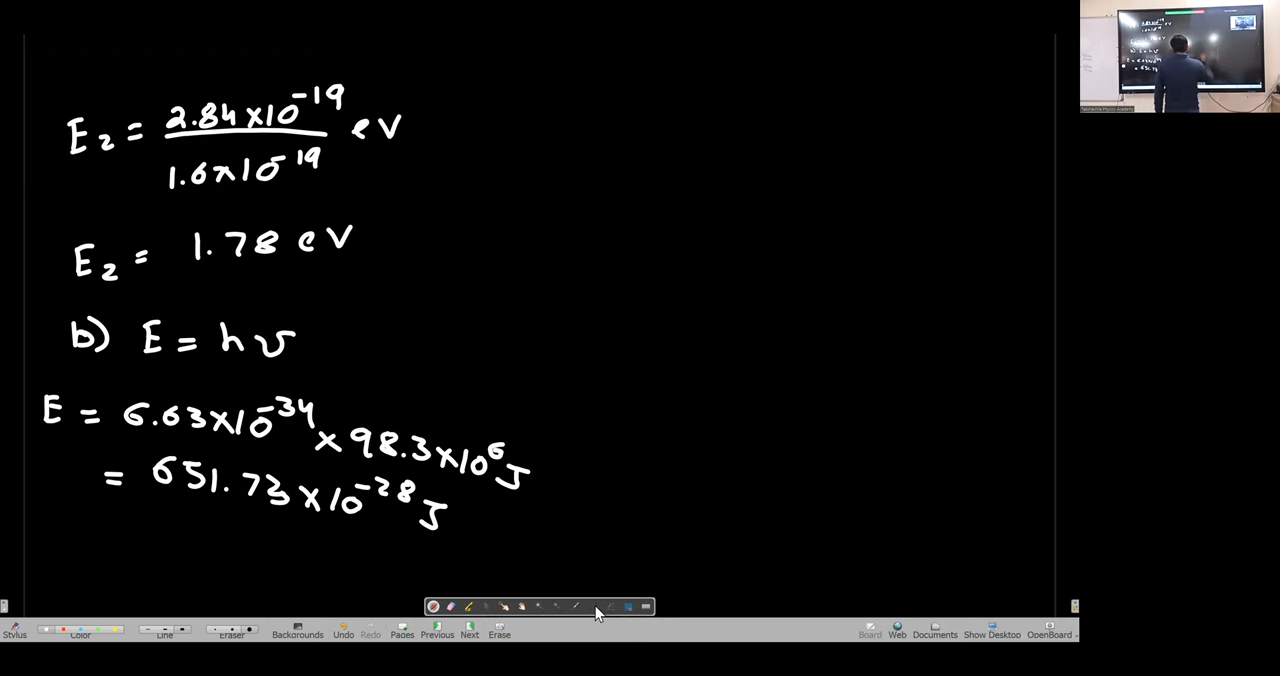 E₂ = 2.84×10⁻¹⁹ / 1.6×10⁻¹⁹ eV
E₂ = 1.78 eV
b) E = hυ
E = 6.63×10⁻³⁴ × 98.3×10⁶ J
= 651.73×10⁻²⁸ J
Stylus Color Line Eraser Backgrounds Undo Redo Pages Previous Next Erase Board Web Documents Show Desktop OpenBoard